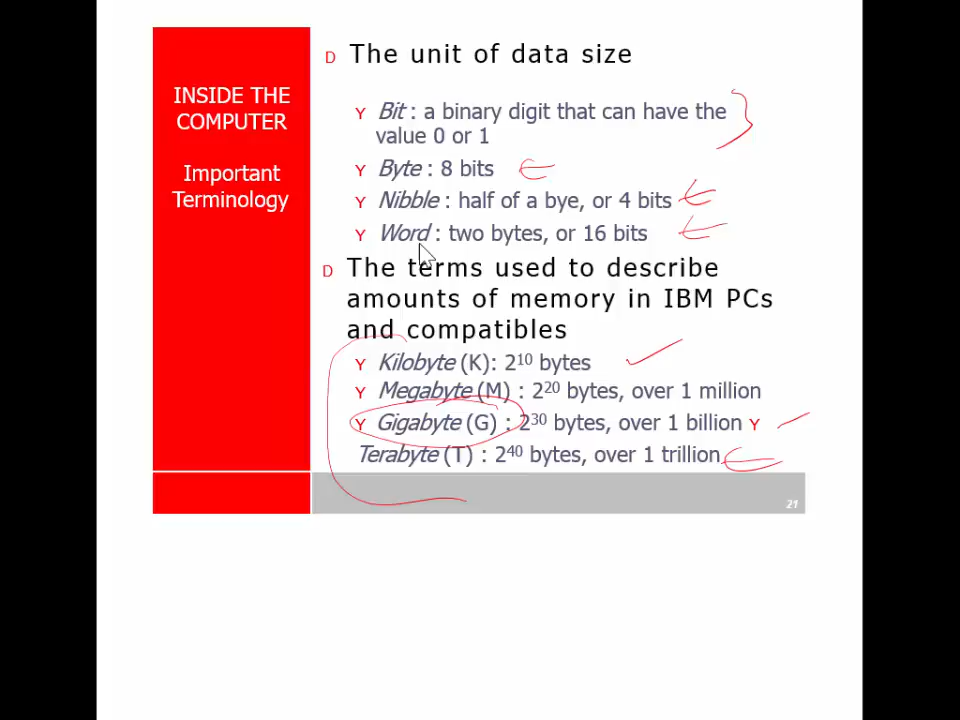 INSIDE THE
COMPUTER
Important
Terminology
D The unit of data size
Y Bit : a binary digit that can have the
value 0 or 1
Y Byte : 8 bits
Y Nibble : half of a bye, or 4 bits
Y Word : two bytes, or 16 bits
D The terms used to describe
amounts of memory in IBM PCs
and compatibles
Y Kilobyte (K): 2¹⁰ bytes
Y Megabyte (M) : 2²⁰ bytes, over 1 million
Y Gigabyte (G) : 2³⁰ bytes, over 1 billion Y
Terabyte (T) : 2⁴⁰ bytes, over 1 trillion
21